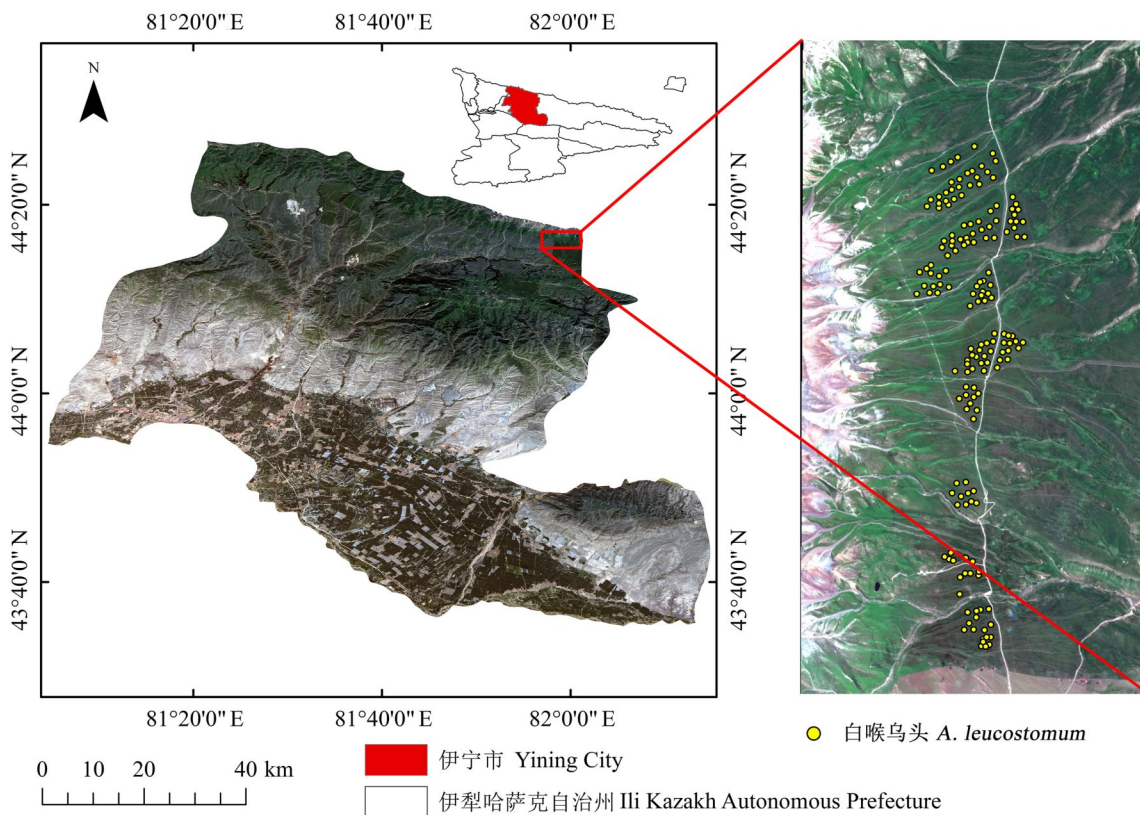 81°20'0" E 81°40'0" E 82°0'0" E
N
44°20'0" N
44°20'0" N
44°0'0" N
44°0'0" N
43°40'0" N
43°40'0" N
81°20'0" E 81°40'0" E 82°0'0" E
白喉乌头 A. leucostomum
0 10 20 40 km
伊宁市 Yining City
伊犁哈萨克自治州 Ili Kazakh Autonomous Prefecture